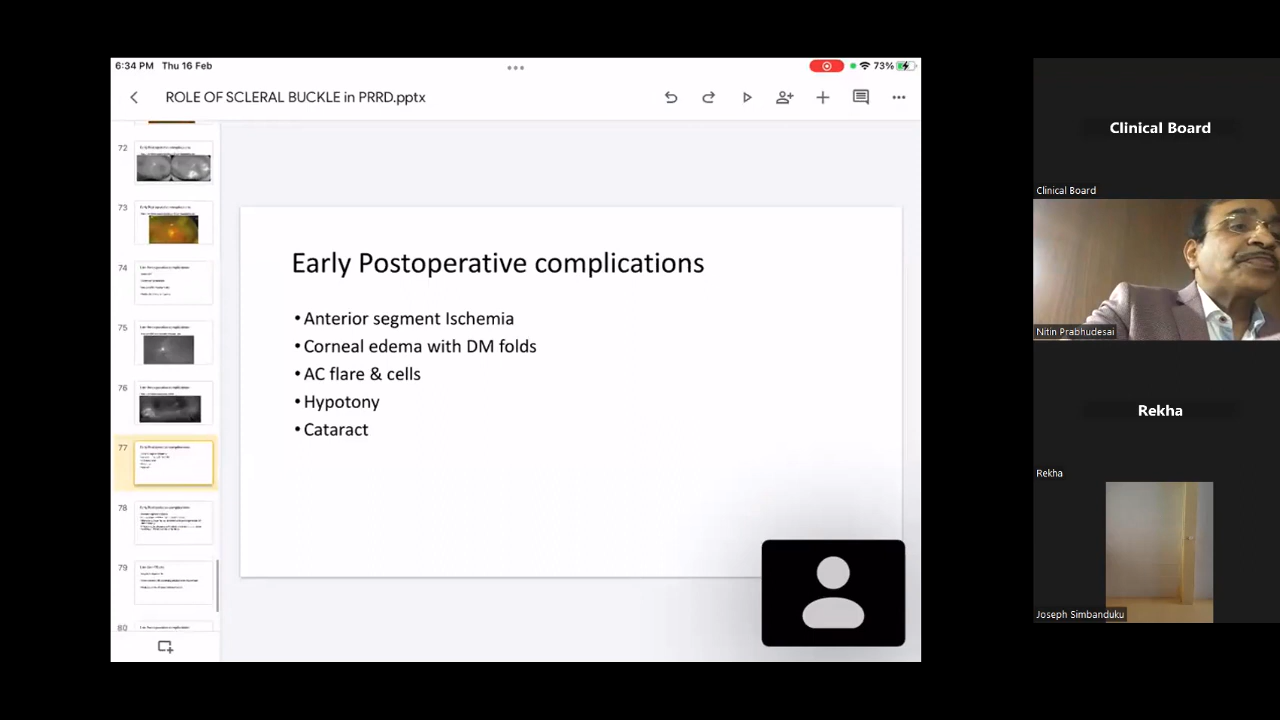 6:34 PM Thu 16 Feb
73%
ROLE OF SCLERAL BUCKLE in PRRD.pptx
72
73
74
75
76
77
78
79
80
Early Postoperative complications
• Anterior segment Ischemia
• Corneal edema with DM folds
• AC flare & cells
• Hypotony
• Cataract
Clinical Board
Clinical Board
Nitin Prabhudesai
Rekha
Rekha
Joseph Simbanduku